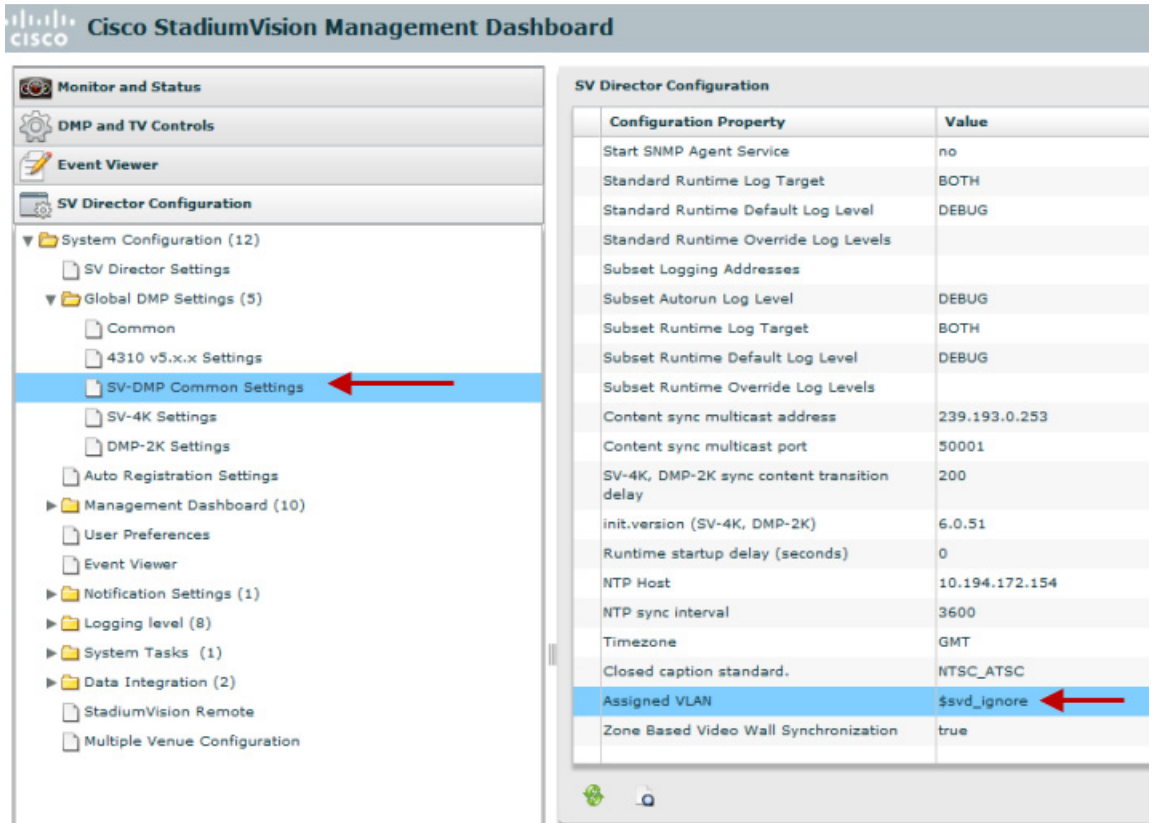 CISCO
Cisco StadiumVision Management Dashboard
Monitor and Status
DMP and TV Controls
Event Viewer
SV Director Configuration
System Configuration (12)
SV Director Settings
Global DMP Settings (5)
Common
4310 v5.x.x Settings
SV-DMP Common Settings
SV-4K Settings
DMP-2K Settings
Auto Registration Settings
Management Dashboard (10)
User Preferences
Event Viewer
Notification Settings (1)
Logging level (8)
System Tasks (1)
Data Integration (2)
StadiumVision Remote
Multiple Venue Configuration
SV Director Configuration
Configuration Property Value
Start SNMP Agent Service no
Standard Runtime Log Target BOTH
Standard Runtime Default Log Level DEBUG
Standard Runtime Override Log Levels
Subset Logging Addresses
Subset Autorun Log Level DEBUG
Subset Runtime Log Target BOTH
Subset Runtime Default Log Level DEBUG
Subset Runtime Override Log Levels
Content sync multicast address 239.193.0.253
Content sync multicast port 50001
SV-4K, DMP-2K sync content transition 200
delay
init.version (SV-4K, DMP-2K) 6.0.51
Runtime startup delay (seconds) 0
NTP Host 10.194.172.154
NTP sync interval 3600
Timezone GMT
Closed caption standard. NTSC_ATSC
Assigned VLAN $svd_ignore
Zone Based Video Wall Synchronization true